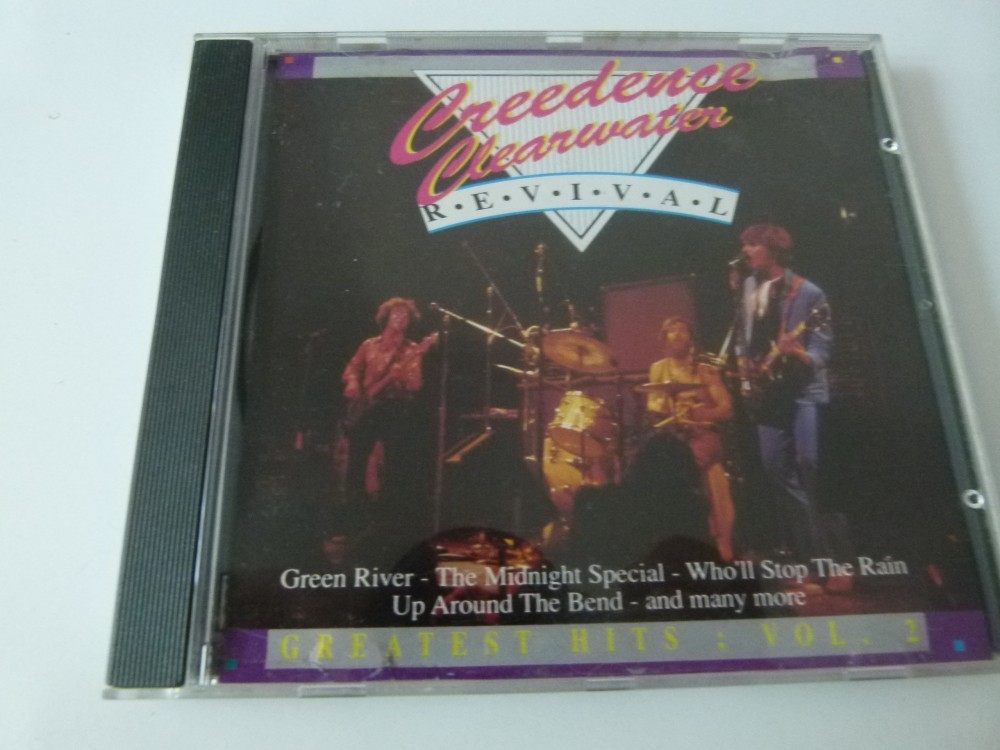 Creedence
Clearwater
R·E·V·I·V·A·L
Green River - The Midnight Special - Who'll Stop The Rain
Up Around The Bend - and many more
GREATEST HITS : VOL. 2